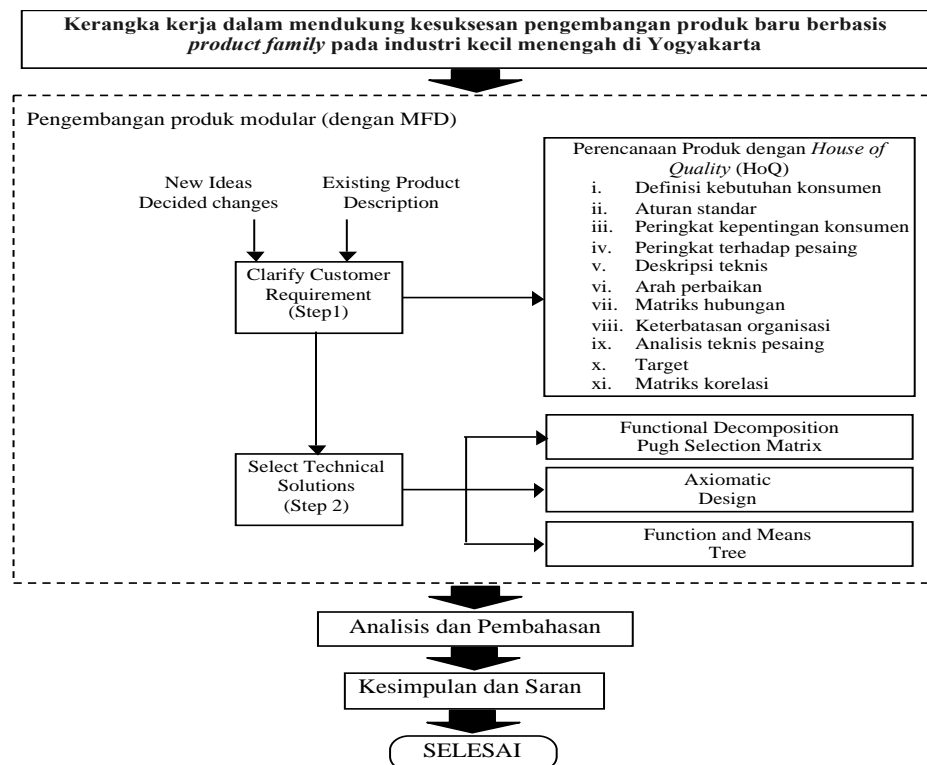 Kerangka kerja dalam mendukung kesuksesan pengembangan produk baru berbasis
product family pada industri kecil menengah di Yogyakarta
Pengembangan produk modular (dengan MFD)
New Ideas
Decided changes
Existing Product
Description
Clarify Customer
Requirement
(Step1)
Perencanaan Produk dengan House of
Quality (HoQ)
i. Definisi kebutuhan konsumen
ii. Aturan standar
iii. Peringkat kepentingan konsumen
iv. Peringkat terhadap pesaing
v. Deskripsi teknis
vi. Arah perbaikan
vii. Matriks hubungan
viii. Keterbatasan organisasi
ix. Analisis teknis pesaing
x. Target
xi. Matriks korelasi
Select Technical
Solutions
(Step 2)
Functional Decomposition
Pugh Selection Matrix
Axiomatic
Design
Function and Means
Tree
Analisis dan Pembahasan
Kesimpulan dan Saran
SELESAI